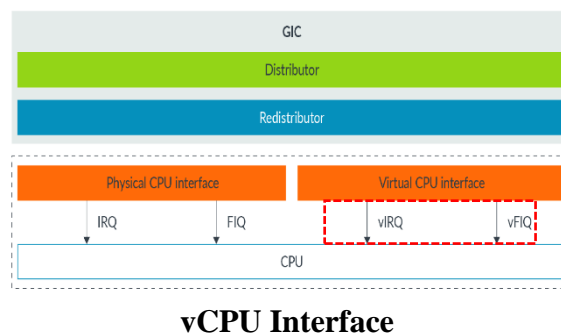 GIC
Distributor
Redistributor
Physical CPU interface Virtual CPU interface
IRQ FIQ vIRQ vFIQ
CPU
vCPU Interface